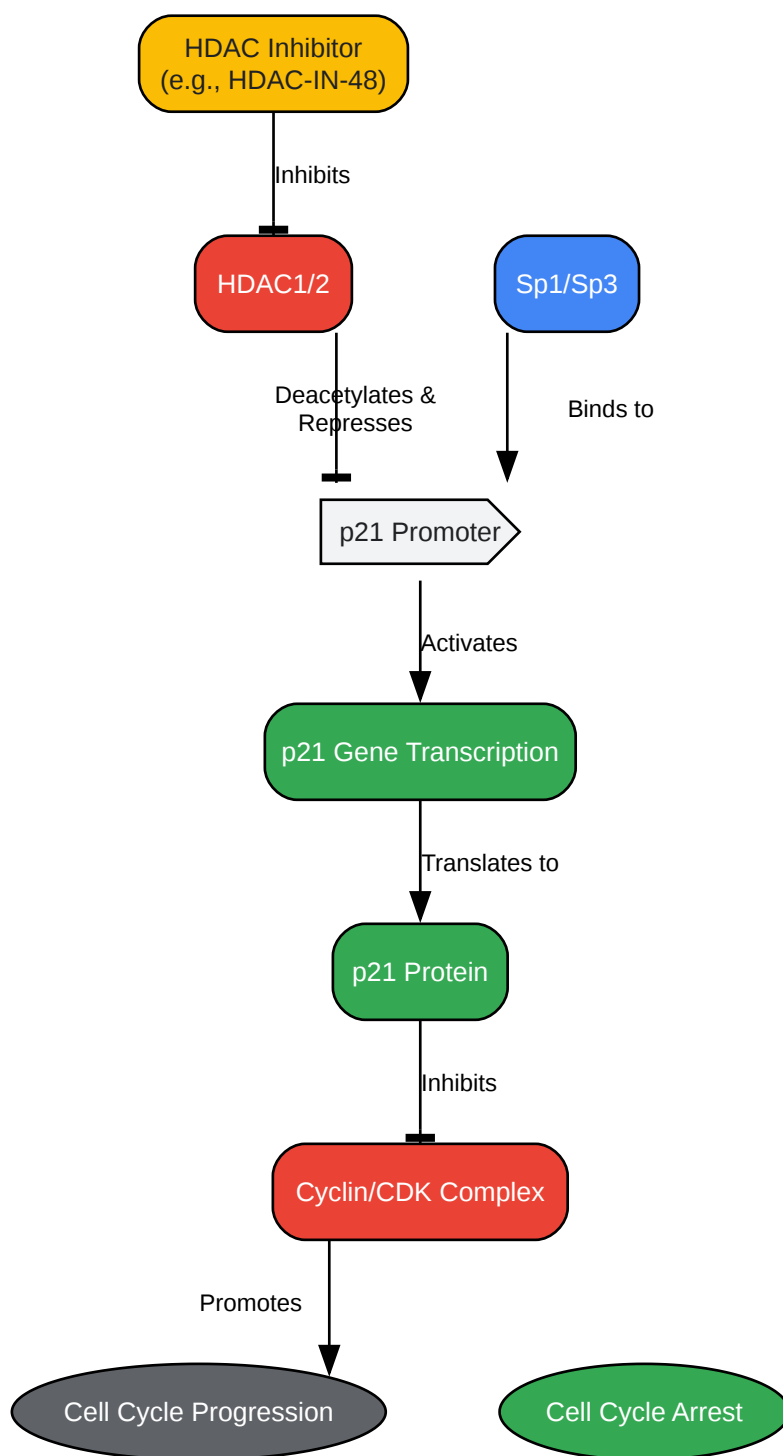 HDAC Inhibitor
(e.g., HDAC-IN-48)
Inhibits
HDAC1/2
Sp1/Sp3
Deacetylates &
Represses
Binds to
p21 Promoter
Activates
p21 Gene Transcription
Translates to
p21 Protein
Inhibits
Cyclin/CDK Complex
Promotes
Cell Cycle Progression
Cell Cycle Arrest